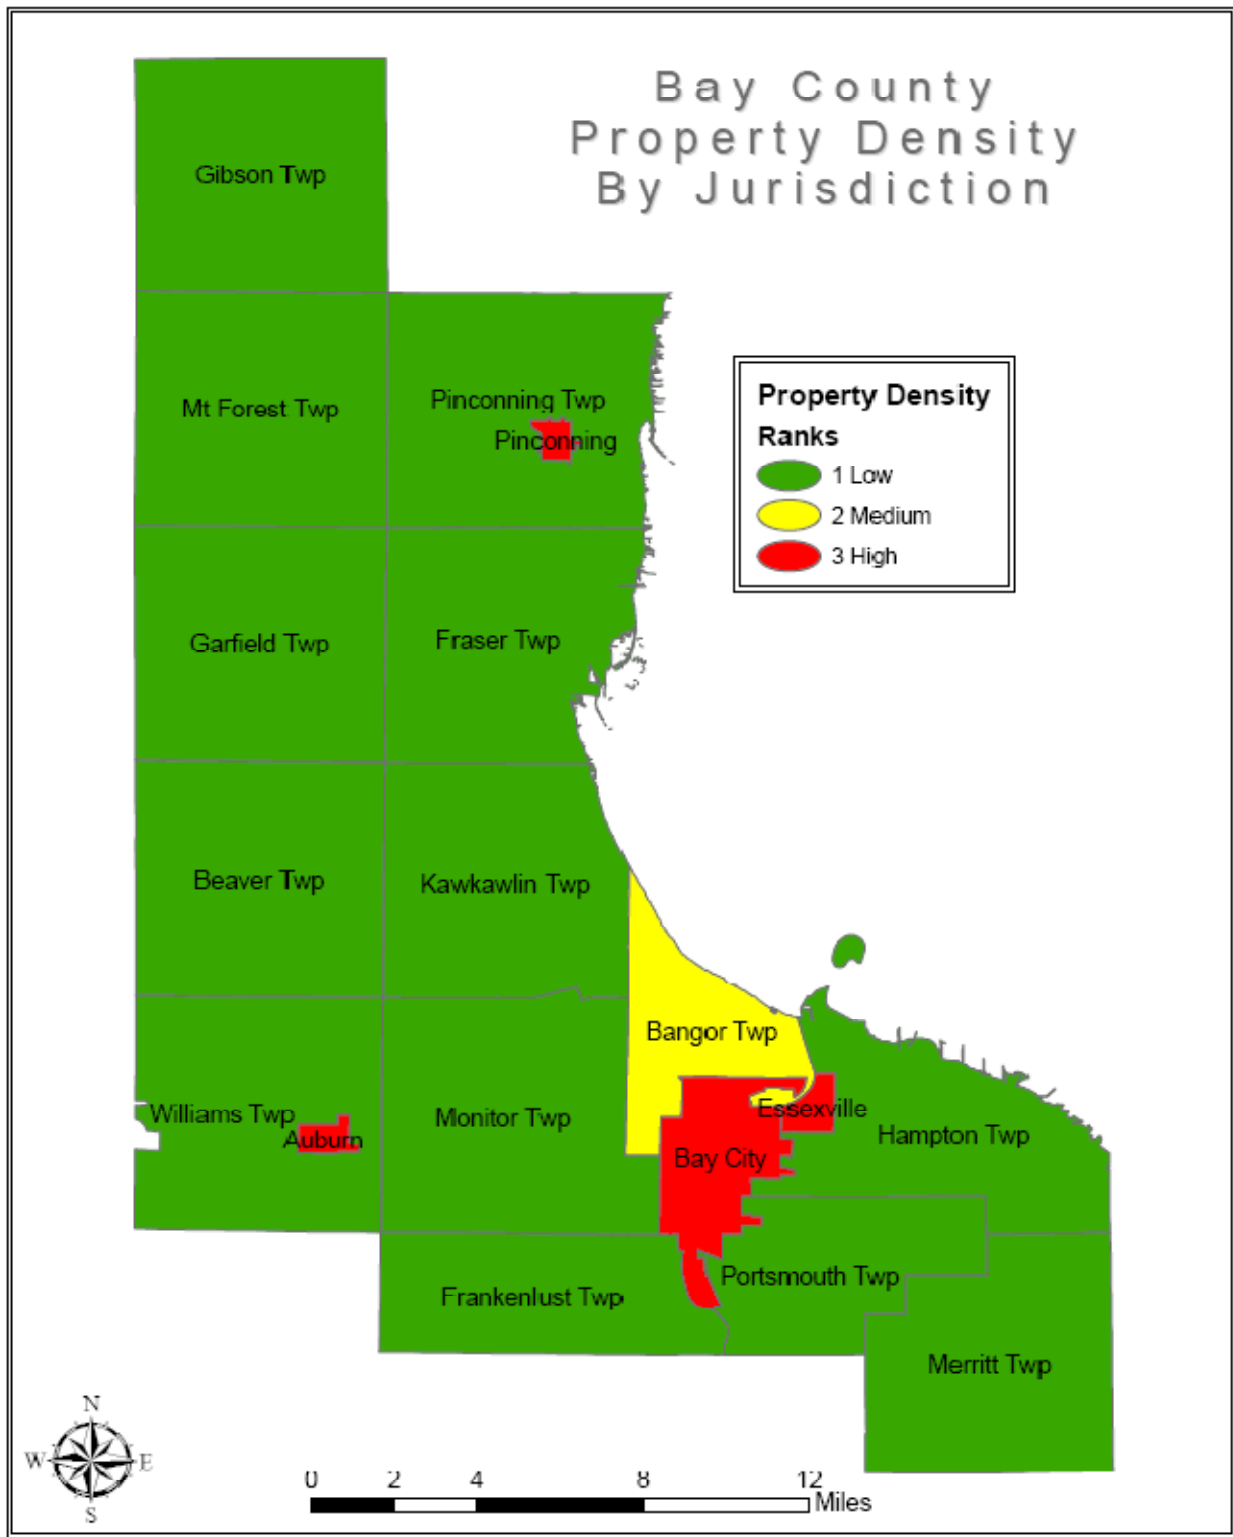 Bay County
Property Density
By Jurisdiction
Gibson Twp
Mt Forest Twp
Pinconning Twp
Pinconning
Property Density
Ranks
1 Low
2 Medium
3 High
Garfield Twp
Fraser Twp
Beaver Twp
Kawkawlin Twp
Bangor Twp
Williams Twp
Auburn
Monitor Twp
Essexville
Hampton Twp
Bay City
Frankenlust Twp
Portsmouth Twp
Merritt Twp
N
W E
S
0 2 4 8 12
Miles